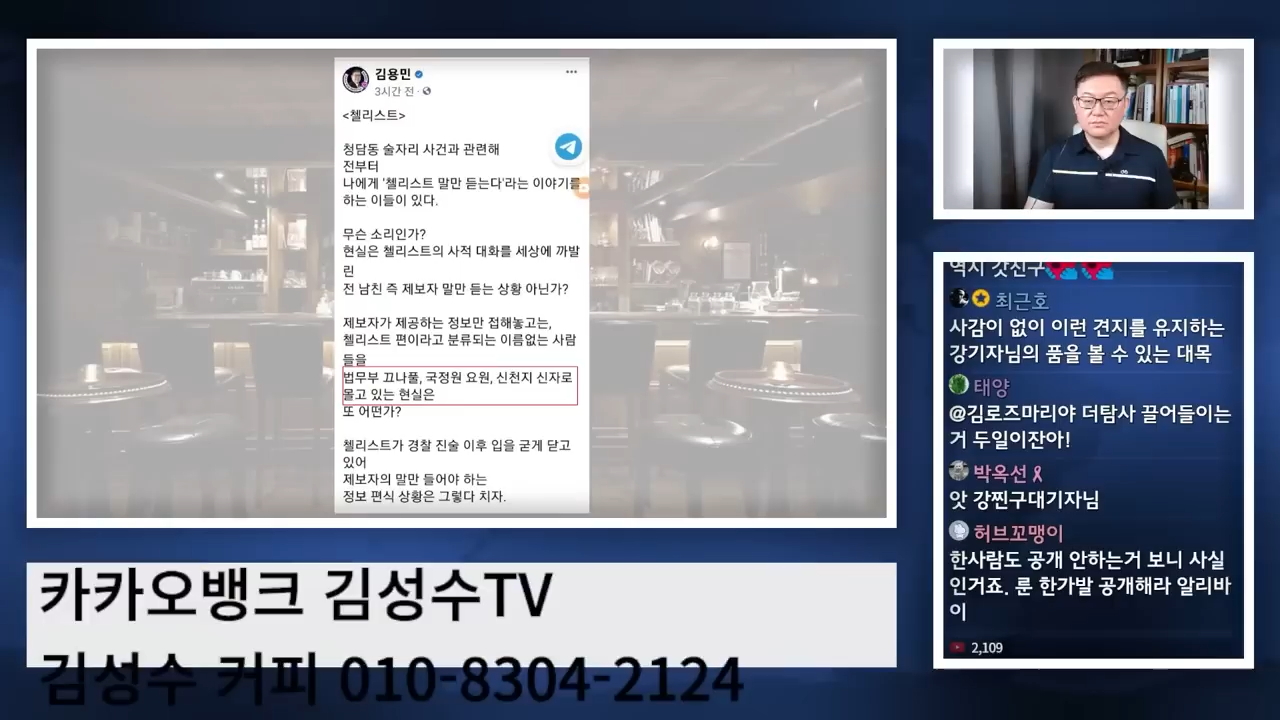 김용민
3시간 전 ·
<첼리스트>
청담동 술자리 사건과 관련해
전부터
나에게 '첼리스트 말만 듣는다'라는 이야기를
하는 이들이 있다.
무슨 소리인가?
현실은 첼리스트의 사적 대화를 세상에 까발
린
전 남친 즉 제보자 말만 듣는 상황 아닌가?
제보자가 제공하는 정보만 접해놓고는,
첼리스트 편이라고 분류되는 이름없는 사람
들을
법무부 끄나풀, 국정원 요원, 신천지 신자로
몰고 있는 현실은
또 어떤가?
첼리스트가 경찰 진술 이후 입을 굳게 닫고
있어
제보자의 말만 들어야 하는
정보 편식 상황은 그렇다 치자.
카카오뱅크 김성수TV
김성수 커피 010-8304-2124
역시 갓진구
최근호
사감이 없이 이런 견지를 유지하는
강기자님의 품을 볼 수 있는 대목
태양
@김로즈마리야 더탐사 끌어들이는
거 두일이잔아!
박옥선
앗 강찐구대기자님
허브꼬맹이
한사람도 공개 안하는거 보니 사실
인거죠. 룬 한가발 공개해라 알리바
이
2,109